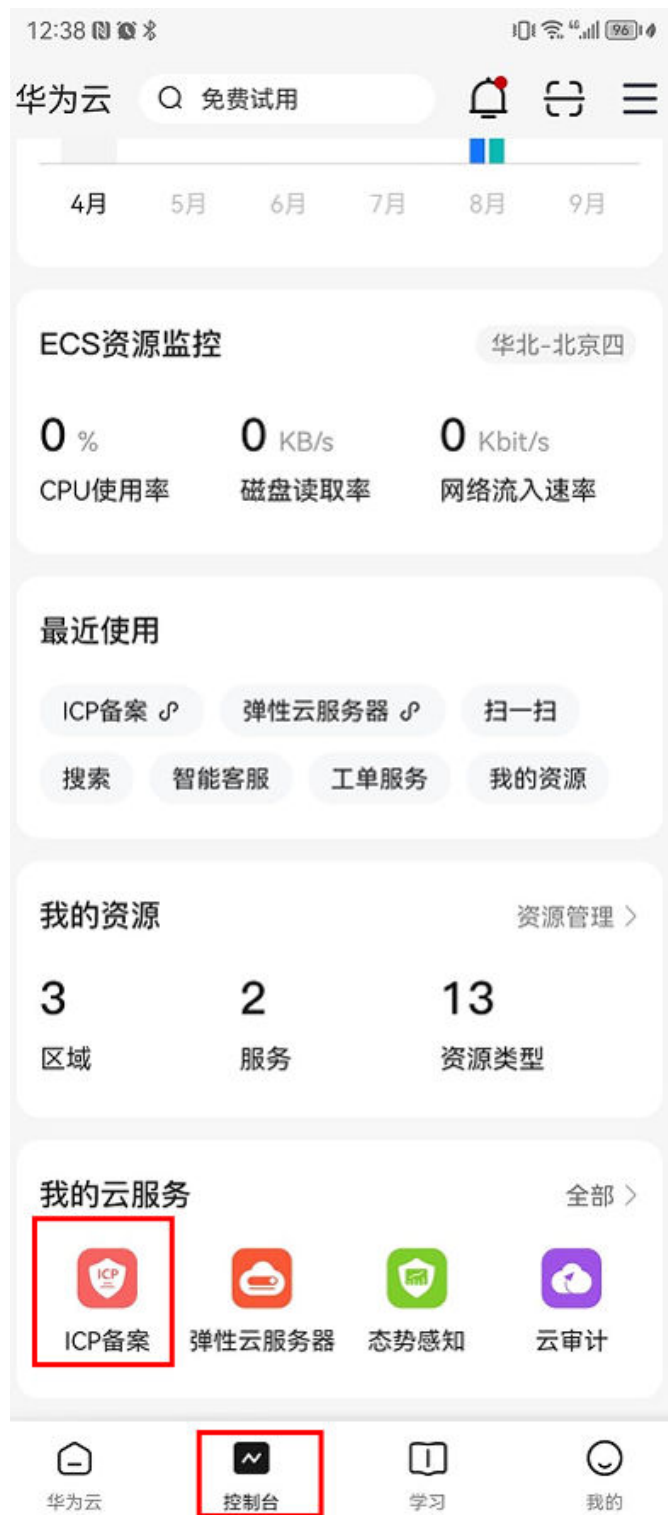 12:38 96
华为云 免费试用
4月 5月 6月 7月 8月 9月
ECS资源监控 华北-北京四
0 % 0 KB/s 0 Kbit/s
CPU使用率 磁盘读取率 网络流入速率
最近使用
ICP备案 弹性云服务器 扫一扫
搜索 智能客服 工单服务 我的资源
我的资源 资源管理
3 2 13
区域 服务 资源类型
我的云服务 全部
ICP
ICP备案 弹性云服务器 态势感知 云审计
华为云 控制台 学习 我的